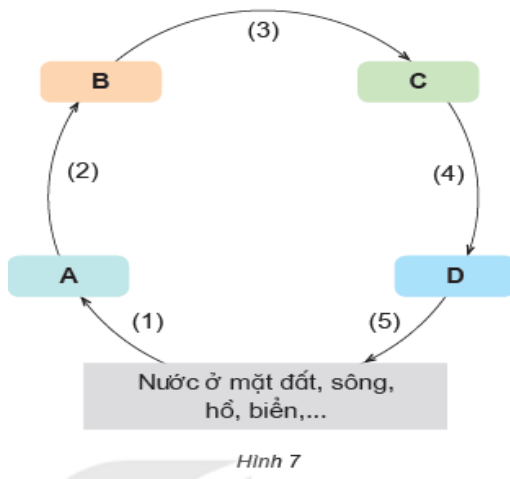 (3)
B
C
(2)
(4)
A
D
(1)
(5)
Nước ở mặt đất, sông,
hồ, biển,...
Hình 7